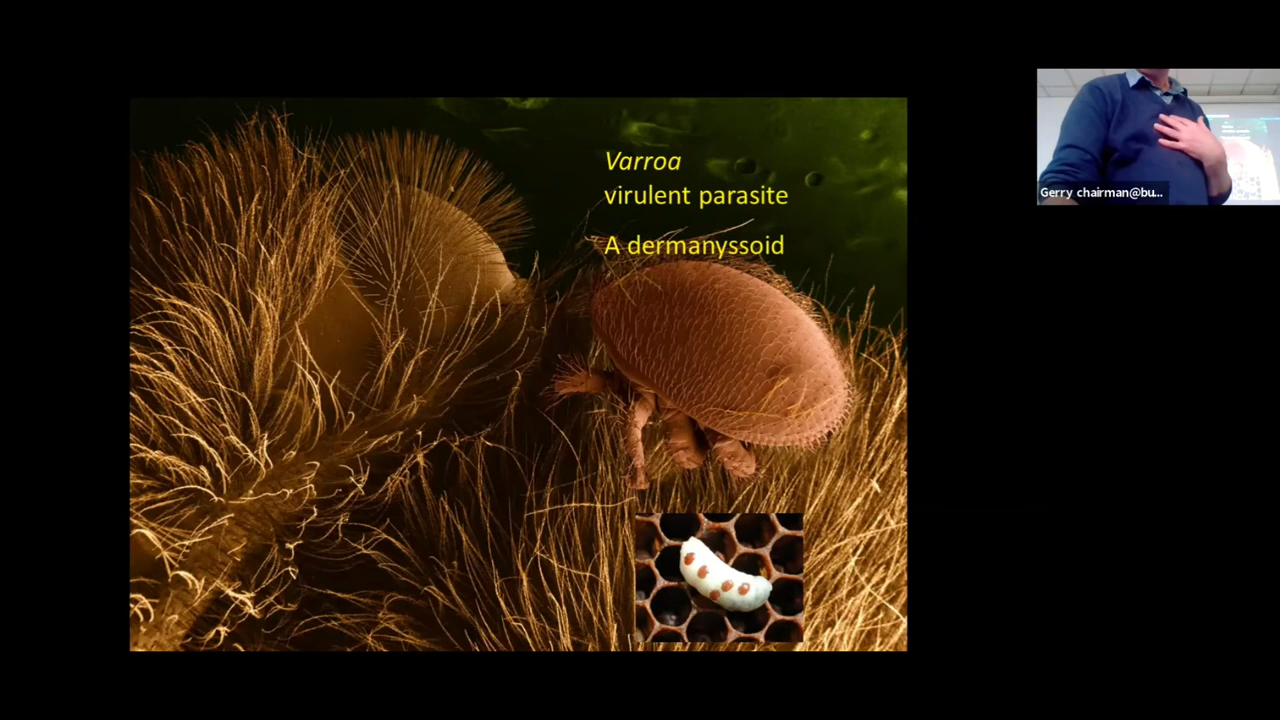 Varroa
virulent parasite
A dermanyssoid
Gerry chairman@bu...